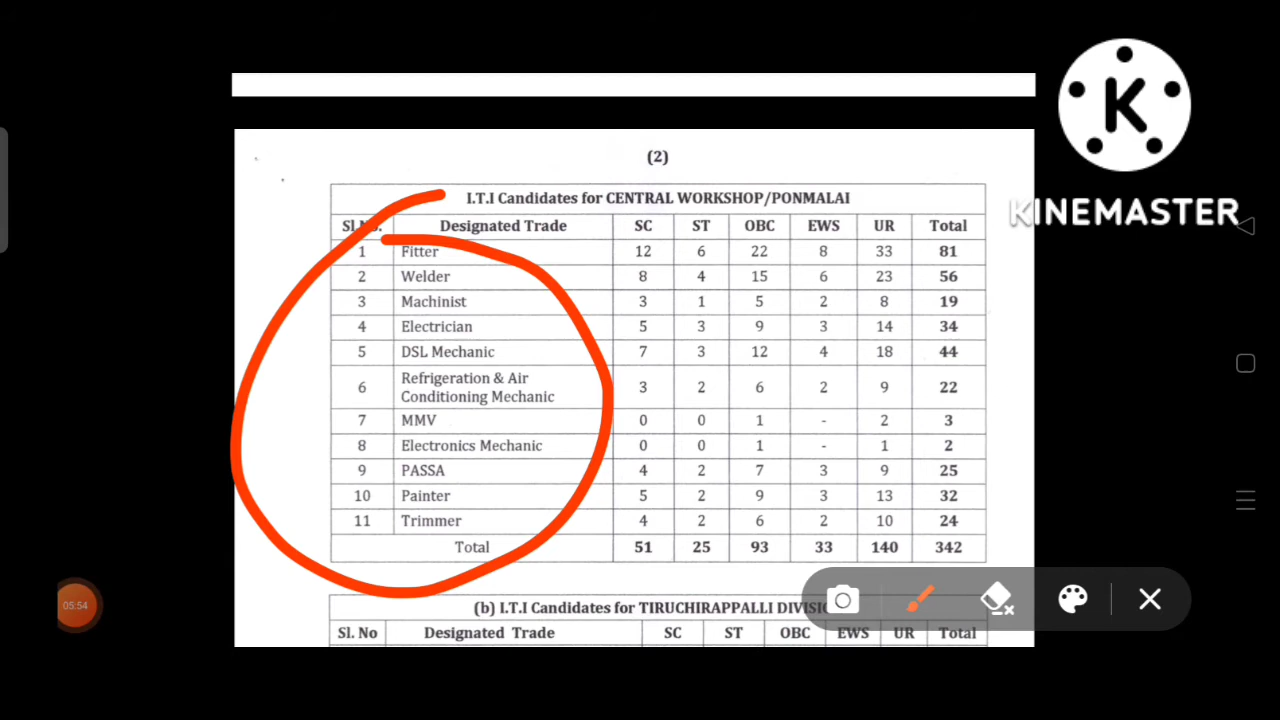 (2)
I.T.I Candidates for CENTRAL WORKSHOP/PONMALAI
Sl.No. Designated Trade SC ST OBC EWS UR Total
1 Fitter 12 6 22 8 33 81
2 Welder 8 4 15 6 23 56
3 Machinist 3 1 5 2 8 19
4 Electrician 5 3 9 3 14 34
5 DSL Mechanic 7 3 12 4 18 44
6 Refrigeration & Air
Conditioning Mechanic 3 2 6 2 9 22
7 MMV 0 0 1 - 2 3
8 Electronics Mechanic 0 0 1 - 1 2
9 PASSA 4 2 7 3 9 25
10 Painter 5 2 9 3 13 32
11 Trimmer 4 2 6 2 10 24
Total 51 25 93 33 140 342
(b) I.T.I Candidates for TIRUCHIRAPPALLI
Sl. No Designated Trade SC ST OBC EWS UR Total
K
KINEMASTER
05:54